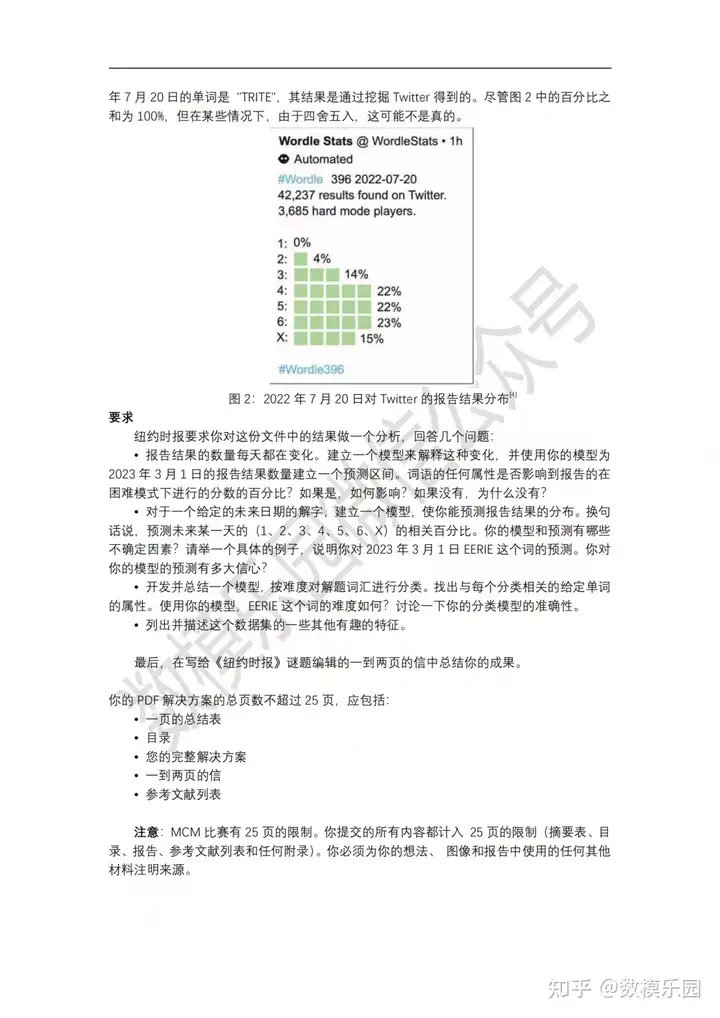 年 7 月 20 日的单词是 "TRITE"，其结果是通过挖掘 Twitter 得到的。尽管图 2 中的百分比之
和为 100%，但在某些情况下，由于四舍五入，这可能不是真的。
Wordle Stats @ WordleStats • 1h
Automated
#Wordle 396 2022-07-20
42,237 results found on Twitter.
3,685 hard mode players.
1: 0%
2: 4%
3: 14%
4: 22%
5: 22%
6: 23%
X: 15%
#Wordle396
图 2：2022 年 7 月 20 日对 Twitter 的报告结果分布[4]
要求
纽约时报要求你对这份文件中的结果做一个分析，回答几个问题：
• 报告结果的数量每天都在变化。建立一个模型来解释这种变化，并使用你的模型为
2023 年 3 月 1 日的报告结果数量建立一个预测区间。词语的任何属性是否影响到报告的在
困难模式下进行的分数的百分比？如果是，如何影响？如果没有，为什么没有？
• 对于一个给定的未来日期的解字，建立一个模型，使你能预测报告结果的分布。换句
话说，预测未来某一天的（1、2、3、4、5、6、X）的相关百分比。你的模型和预测有哪些
不确定因素？请举一个具体的例子，说明你对 2023 年 3 月 1 日 EERIE 这个词的预测。你对
你的模型的预测有多大信心？
• 开发并总结一个模型，按难度对解题词汇进行分类。找出与每个分类相关的给定单词
的属性。使用你的模型，EERIE 这个词的难度如何？讨论一下你的分类模型的准确性。
• 列出并描述这个数据集的一些其他有趣的特征。
最后，在写给《纽约时报》谜题编辑的一到两页的信中总结你的成果。
你的 PDF 解决方案的总页数不超过 25 页，应包括：
• 一页的总结表
• 目录
• 您的完整解决方案
• 一到两页的信
• 参考文献列表
注意：MCM 比赛有 25 页的限制。你提交的所有内容都计入 25 页的限制（摘要表、目
录、报告、参考文献列表和任何附录）。你必须为你的想法、 图像和报告中使用的任何其他
材料注明来源。
数模乐园微信公众号
知乎 @数模乐园